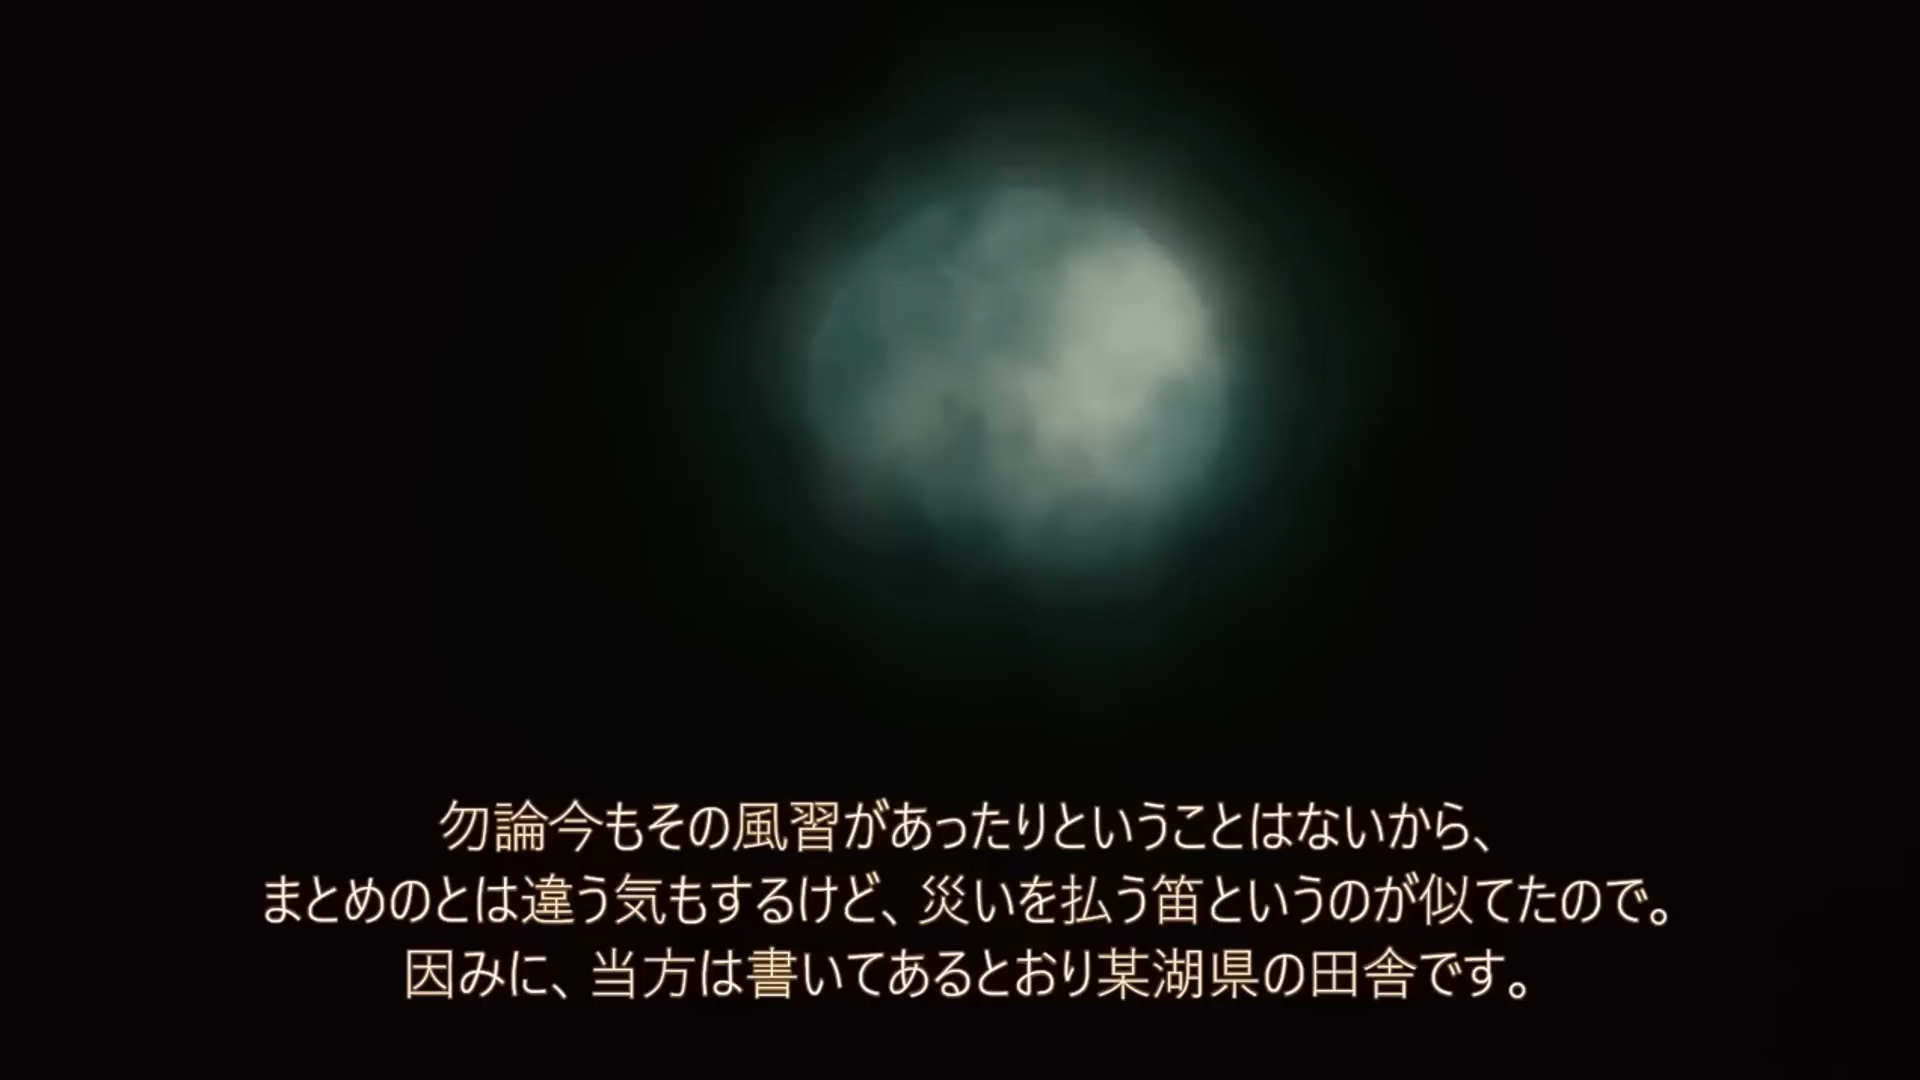 勿論今もその風習があったりということはないから、
まとめのとは違う気もするけど、災いを払う笛というのが似てたので。
因みに、当方は書いてあるとおり某湖県の田舎です。